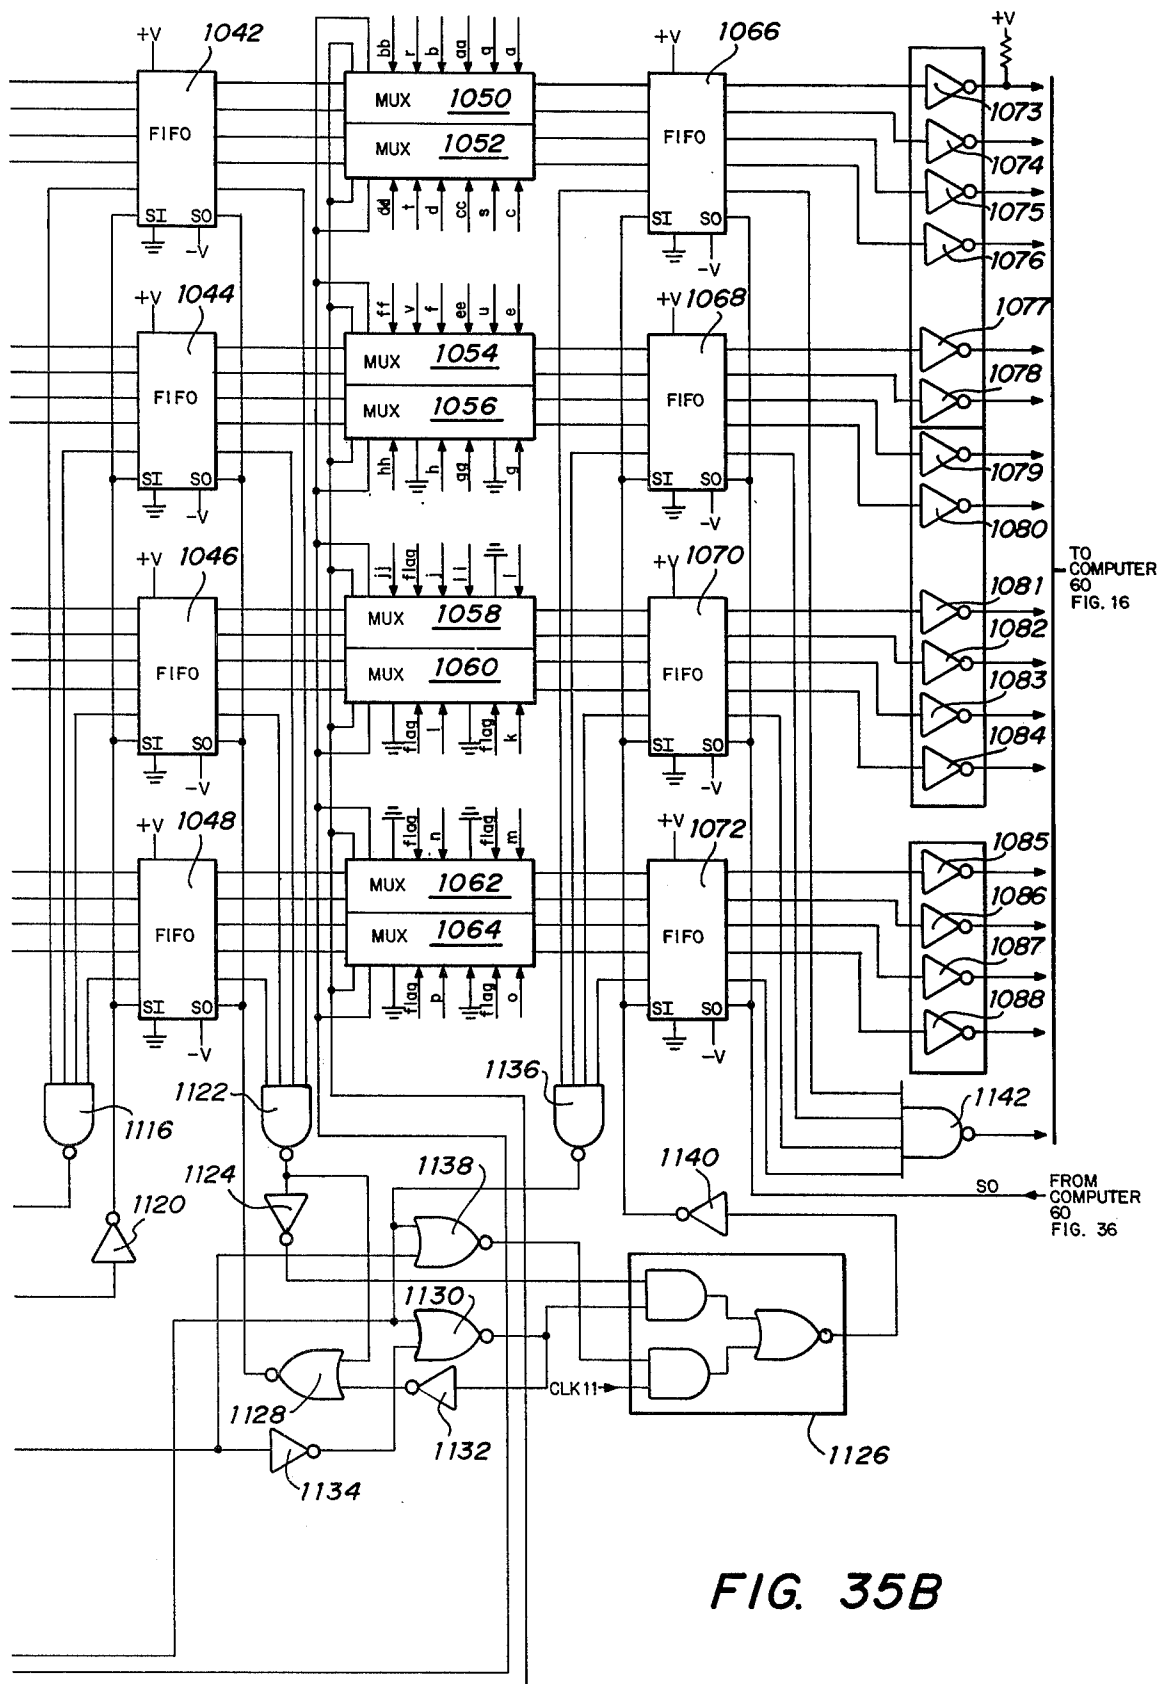 +V 1042 bb r b aa q a +V 1066 +V
MUX 1050
FIFO
MUX 1052
FIFO
1073
1074
1075
1076
SI SO
dd t d cc s c
SI SO
-V
-V
+V 1044 ff v f ee u e +V 1068
1077
MUX 1054
FIFO
MUX 1056
FIFO
1078
1079
1080
SI SO
hh h gg g
SI SO
-V
-V
+V 1046 jj flag j ii i +V 1070
TO
COMPUTER
60
FIG. 16
MUX 1058
FIFO
MUX 1060
FIFO
1081
1082
1083
1084
SI SO
flag l flag k
SI SO
-V
-V
+V 1048 flag n flag m +V 1072
MUX 1062
FIFO
MUX 1064
FIFO
1085
1086
1087
1088
SI SO
flag p flag o
SI SO
-V
-V
1116
1122
1136
1142
1120
1124
1138
1140
SO
FROM
COMPUTER
60
FIG. 36
1130
CLK11
1128
1132
1134
1126
FIG. 35B